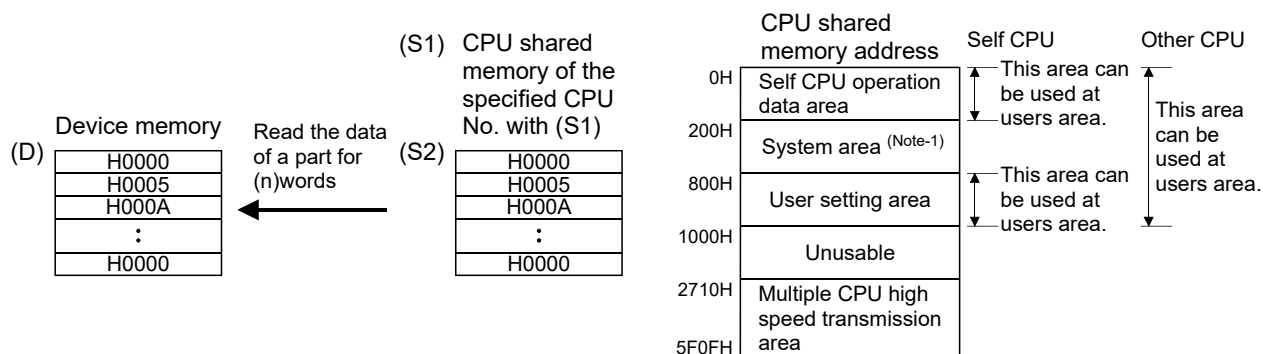 (S1) CPU shared
memory of the
specified CPU
No. with (S1)
Device memory
(D)
H0000
H0005
H000A
:
H0000
Read the data
of a part for
(n)words
(S2)
H0000
H0005
H000A
:
H0000
CPU shared
memory address
Self CPU
Other CPU
0H
Self CPU operation
data area
200H
System area (Note-1)
800H
User setting area
1000H
Unusable
2710H
Multiple CPU high
speed transmission
area
5F0FH
This area can
be used at
users area.
This area can
be used at
users area.
This area
can be
used at
users area.